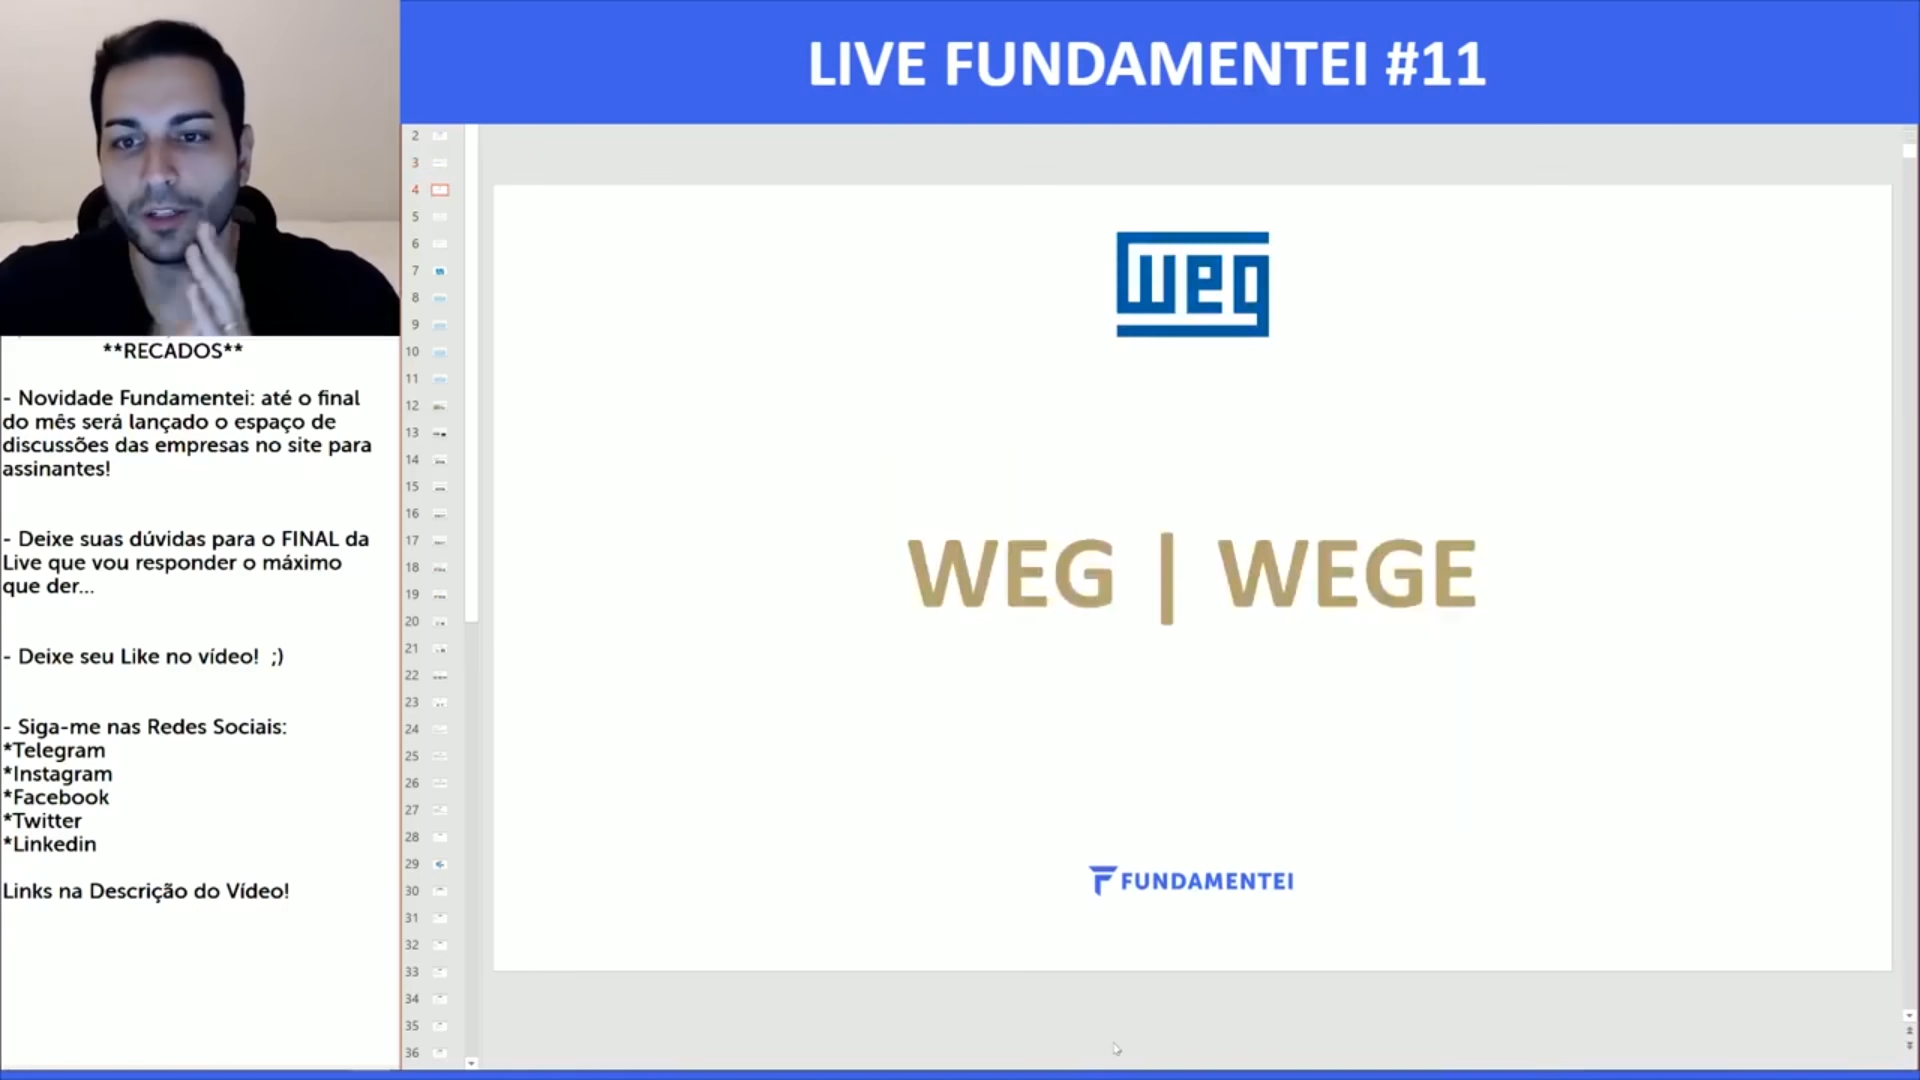 LIVE FUNDAMENTEI #11
**RECADOS**
- Novidade Fundamentei: até o final
do mês será lançado o espaço de
discussões das empresas no site para
assinantes!
- Deixe suas dúvidas para o FINAL da
Live que vou responder o máximo
que der...
- Deixe seu Like no vídeo!  ;)
- Siga-me nas Redes Sociais:
*Telegram
*Instagram
*Facebook
*Twitter
*Linkedin
Links na Descrição do Vídeo!
2
3
4
5
6
7
8
9
10
11
12
13
14
15
16
17
18
19
20
21
22
23
24
25
26
27
28
29
30
31
32
33
34
35
36
weg
WEG | WEGE
FUNDAMENTEI